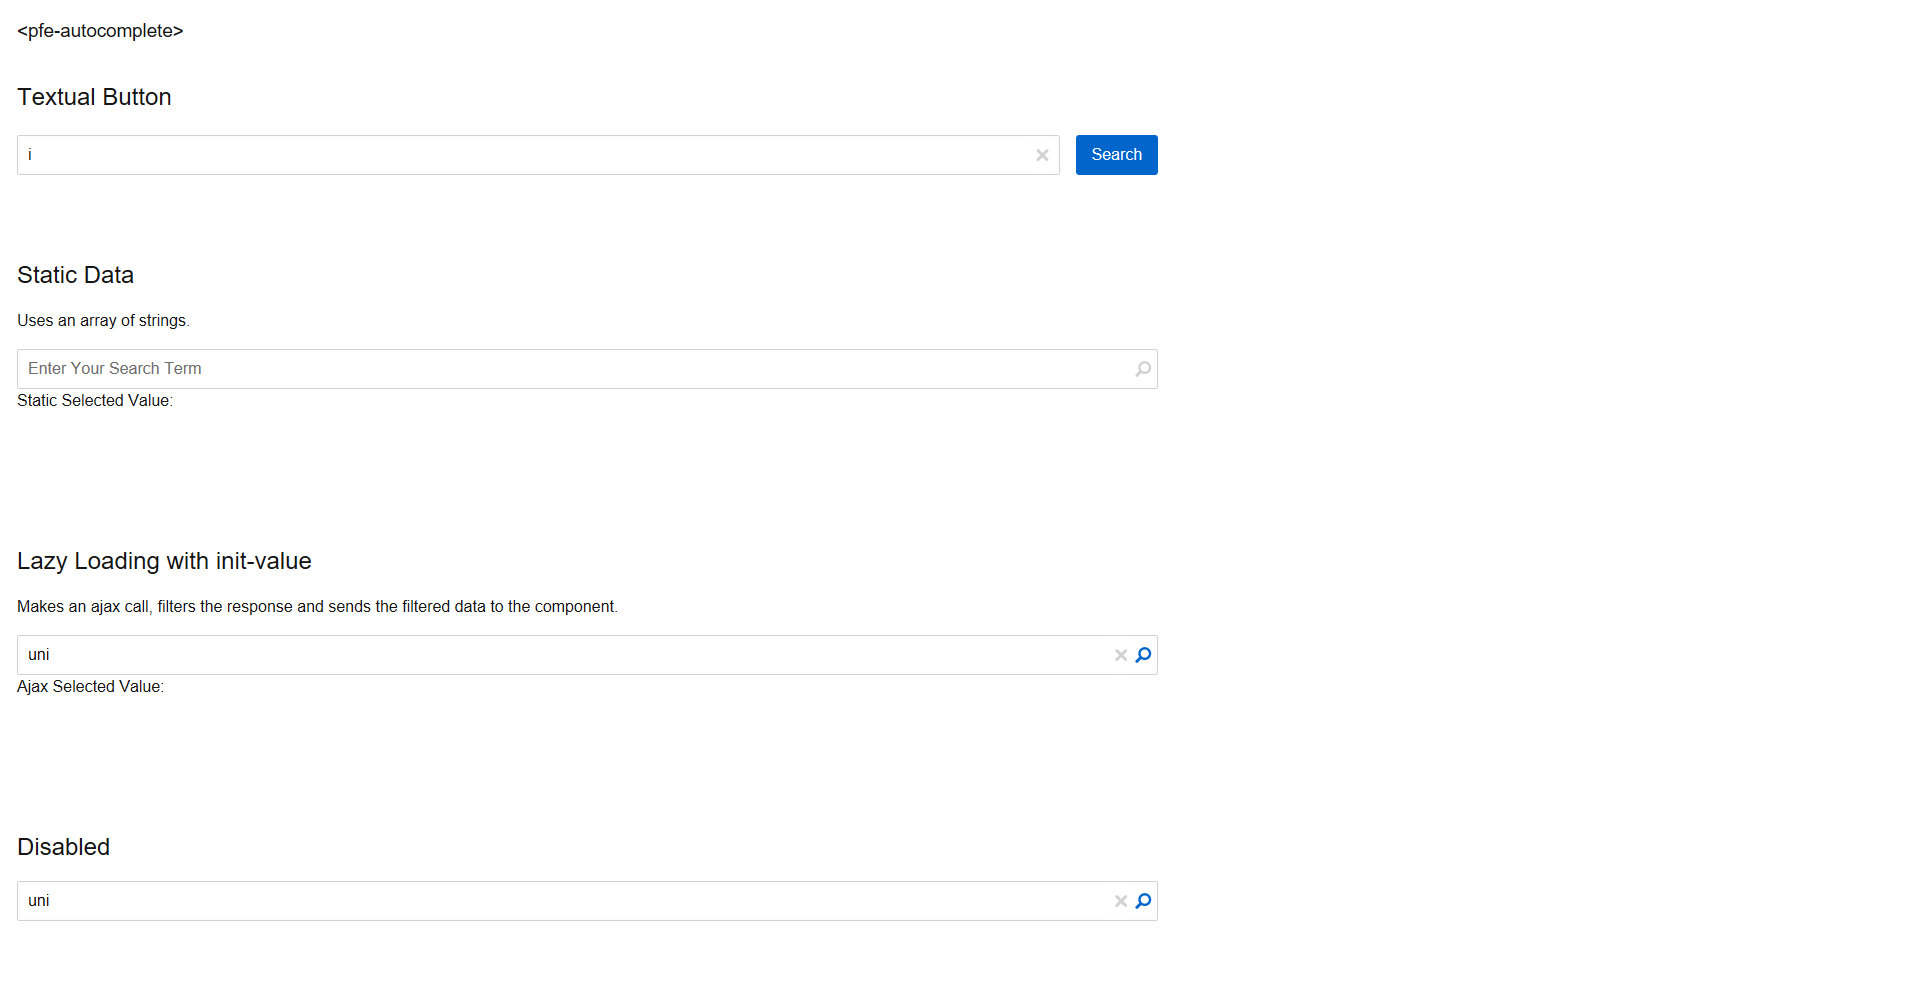 <pfe-autocomplete>
Textual Button
i
Search
Static Data
Uses an array of strings.
Enter Your Search Term
Static Selected Value:
Lazy Loading with init-value
Makes an ajax call, filters the response and sends the filtered data to the component.
uni
Ajax Selected Value:
Disabled
uni